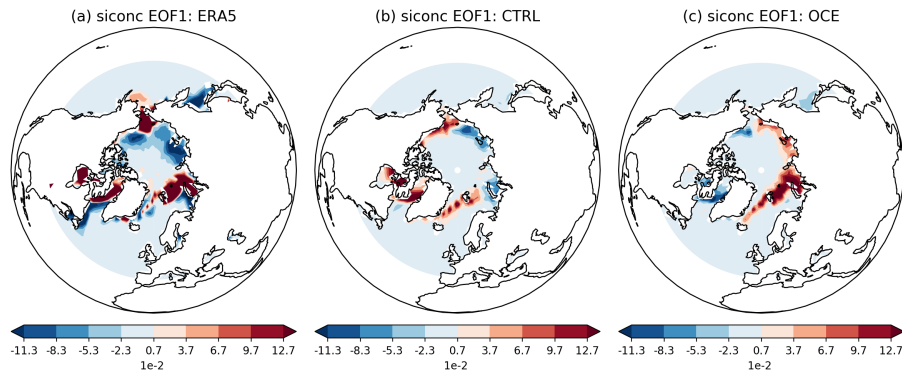 (a) siconc EOF1: ERA5
(b) siconc EOF1: CTRL
(c) siconc EOF1: OCE
-11.3 -8.3 -5.3 -2.3 0.7 3.7 6.7 9.7 12.7
-11.3 -8.3 -5.3 -2.3 0.7 3.7 6.7 9.7 12.7
-11.3 -8.3 -5.3 -2.3 0.7 3.7 6.7 9.7 12.7
1e-2
1e-2
1e-2